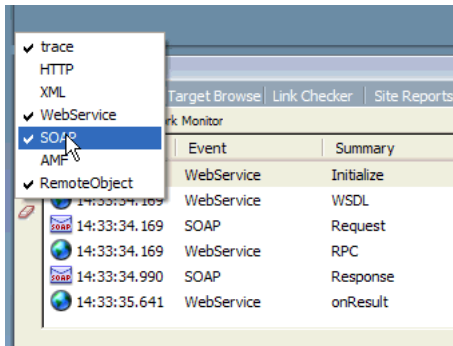 trace
HTTP
XML
WebService
SOAP
AMF
RemoteObject
Target Browse Link Checker Site Reports
rk Monitor
Event Summary
WebService Initialize
14:33:34.169 WebService WSDL
SOAP 14:33:34.169 SOAP Request
14:33:34.169 WebService RPC
SOAP 14:33:34.990 SOAP Response
14:33:35.641 WebService onResult